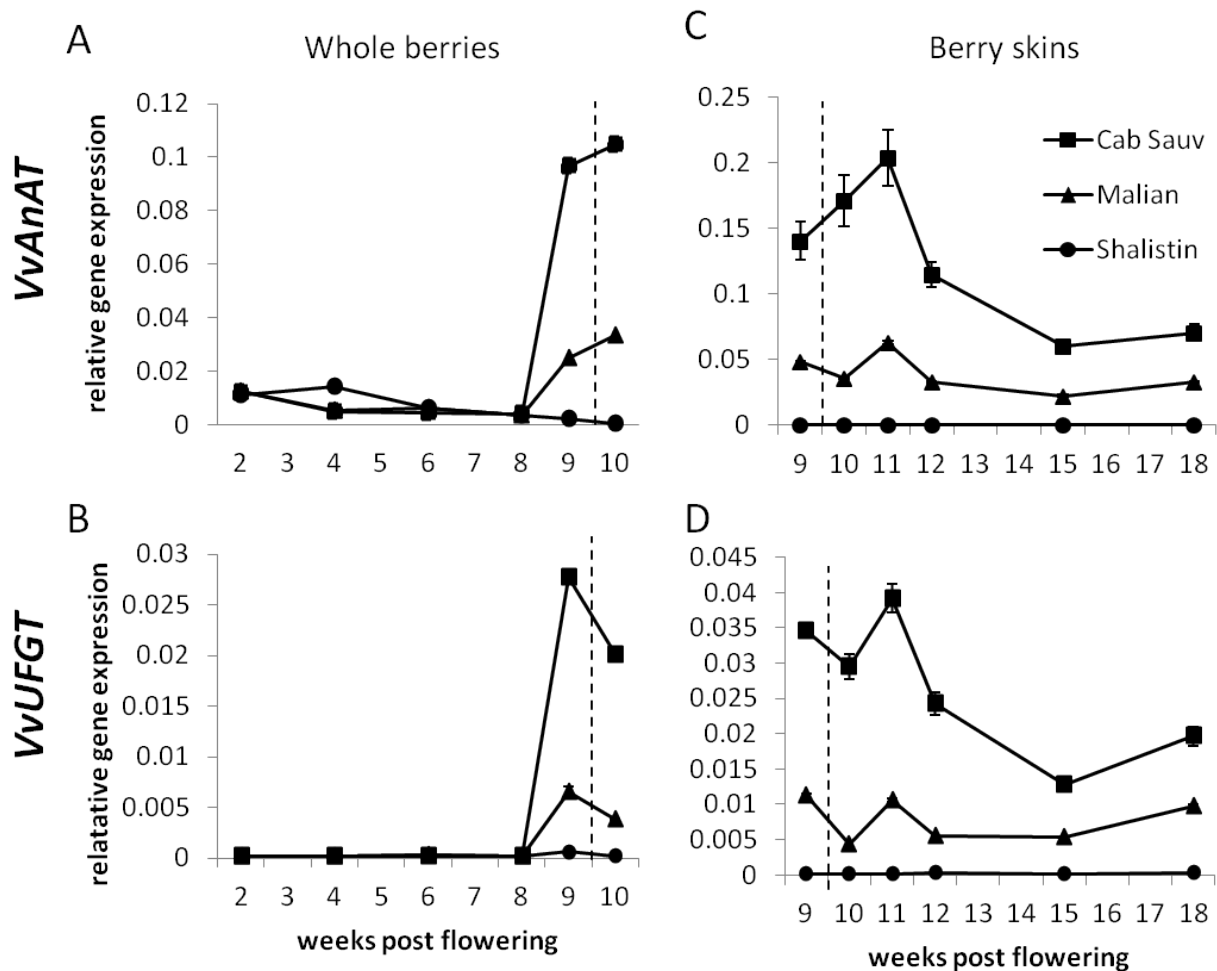 A
Whole berries
VvAnAT
relative gene expression
0.12
0.1
0.08
0.06
0.04
0.02
0
2 3 4 5 6 7 8 9 10
C
Berry skins
0.25
0.2
0.15
0.1
0.05
0
Cab Sauv
Malian
Shalistin
9 10 11 12 13 14 15 16 17 18
B
VvUFGT
relatative gene expression
0.03
0.025
0.02
0.015
0.01
0.005
0
2 3 4 5 6 7 8 9 10
weeks post flowering
D
0.045
0.04
0.035
0.03
0.025
0.02
0.015
0.01
0.005
0
9 10 11 12 13 14 15 16 17 18
weeks post flowering